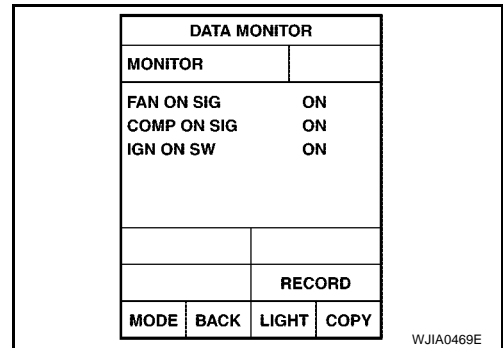 DATA MONITOR
MONITOR
FAN ON SIG ON
COMP ON SIG ON
IGN ON SW ON
RECORD
MODE BACK LIGHT COPY
WJIA0469E